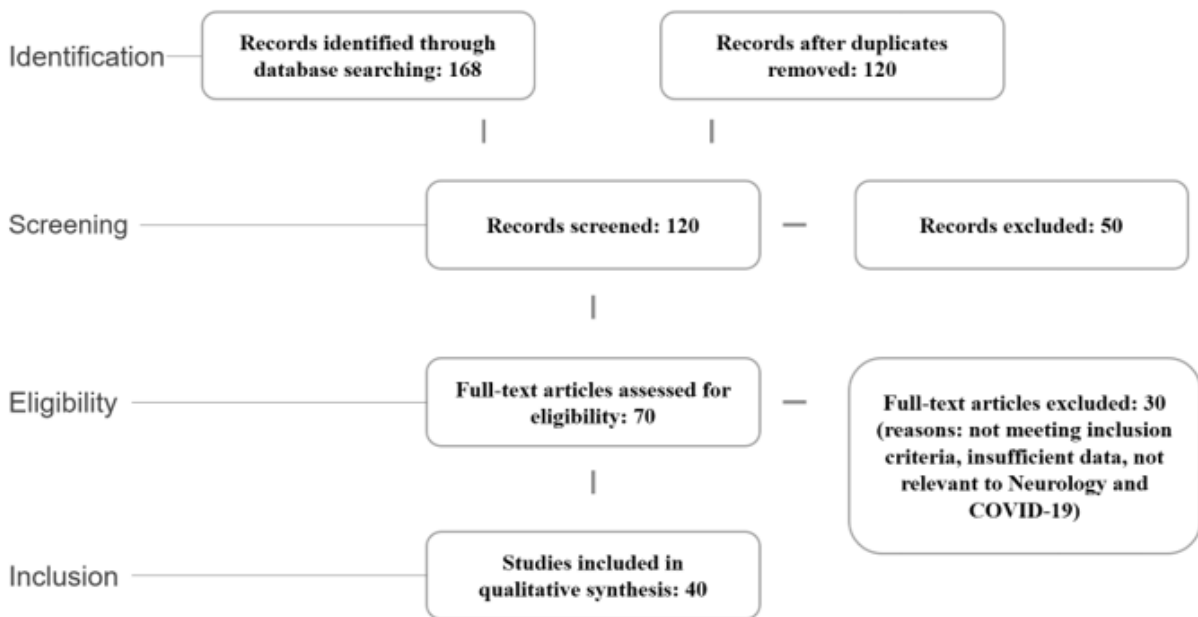 Identification
Records identified through
database searching: 168
Records after duplicates
removed: 120
Screening
Records screened: 120
Records excluded: 50
Eligibility
Full-text articles assessed for
eligibility: 70
Full-text articles excluded: 30
(reasons: not meeting inclusion
criteria, insufficient data, not
relevant to Neurology and
COVID-19)
Inclusion
Studies included in
qualitative synthesis: 40